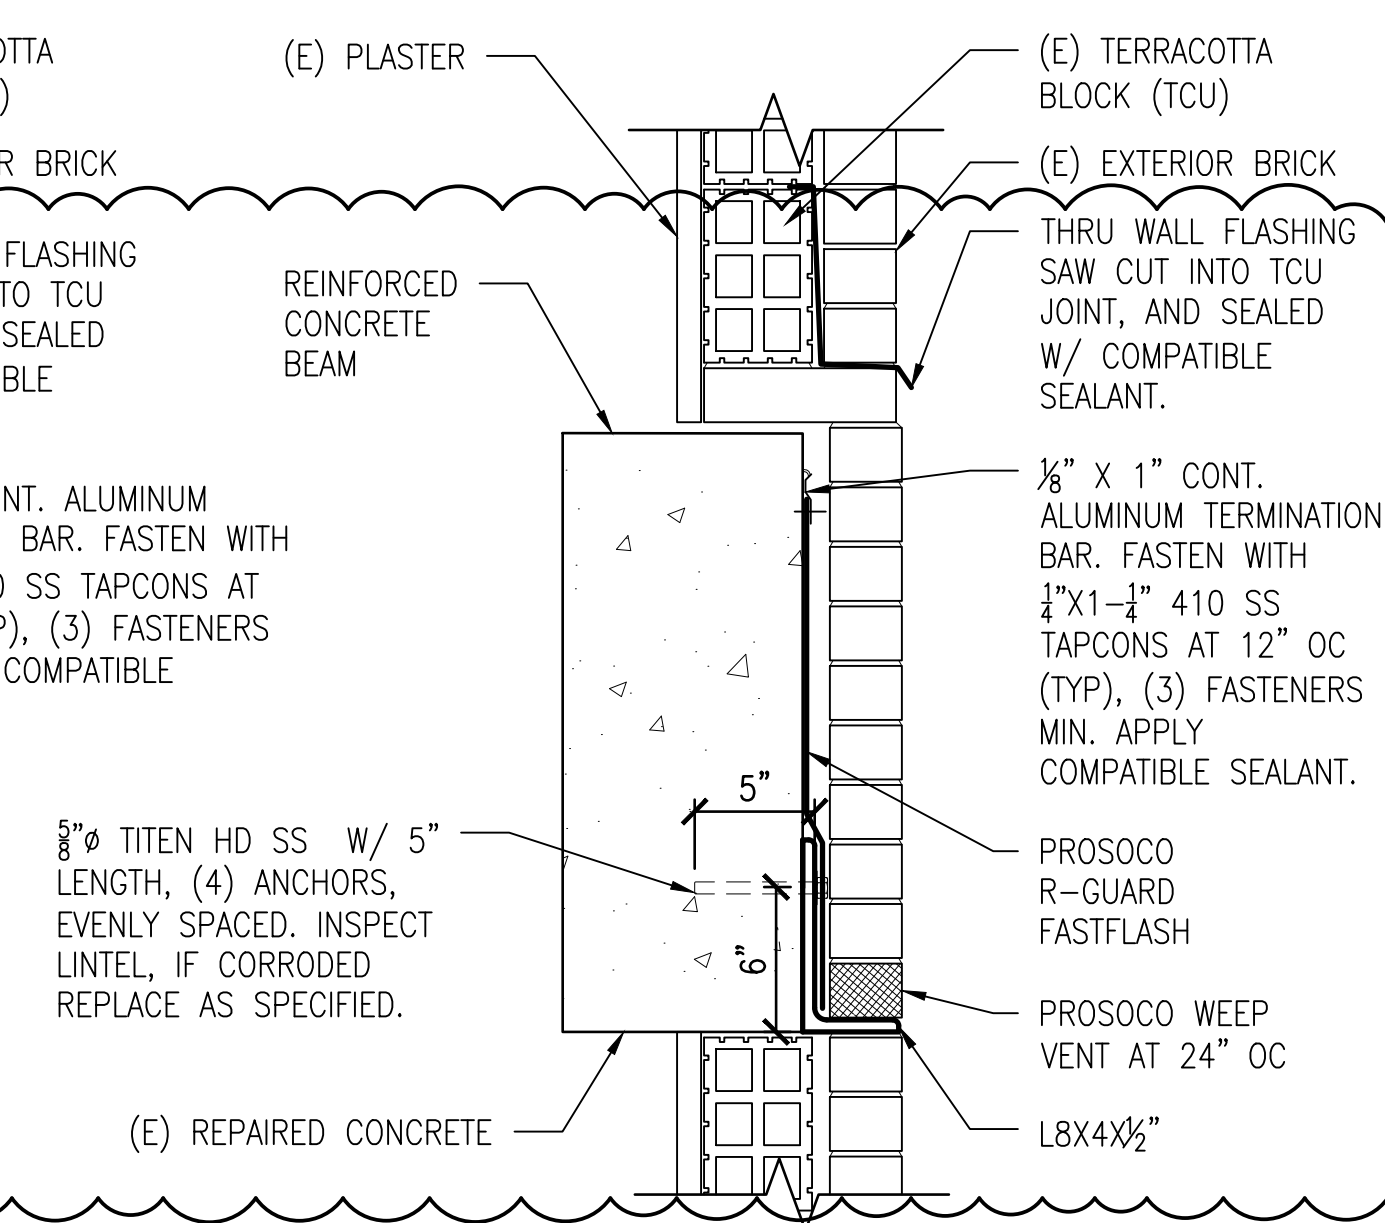 OTTA
)
R BRICK
FLASHING
TO TCU
SEALED
BLE
NT. ALUMINUM
BAR. FASTEN WITH
SS TAPCONS AT
P), (3) FASTENERS
COMPATIBLE
(E) PLASTER
REINFORCED
CONCRETE
BEAM
⅝"ø TITEN HD SS W/ 5"
LENGTH, (4) ANCHORS,
EVENLY SPACED. INSPECT
LINTEL, IF CORRODED
REPLACE AS SPECIFIED.
(E) REPAIRED CONCRETE
5"
6"
(E) TERRACOTTA
BLOCK (TCU)
(E) EXTERIOR BRICK
THRU WALL FLASHING
SAW CUT INTO TCU
JOINT, AND SEALED
W/ COMPATIBLE
SEALANT.
⅛" X 1" CONT.
ALUMINUM TERMINATION
BAR. FASTEN WITH
¼"X1-¼" 410 SS
TAPCONS AT 12" OC
(TYP), (3) FASTENERS
MIN. APPLY
COMPATIBLE SEALANT.
PROSOCO
R-GUARD
FASTFLASH
PROSOCO WEEP
VENT AT 24" OC
L8X4X½"